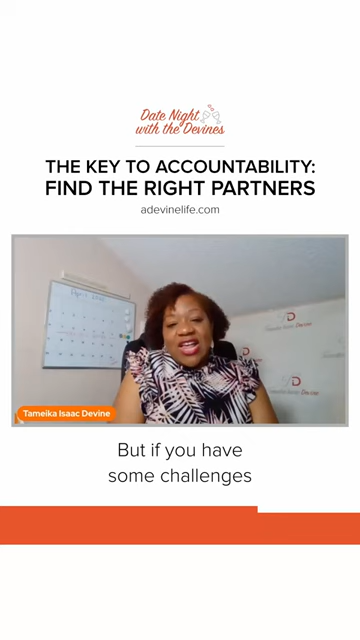 Date Night
with the Devines
THE KEY TO ACCOUNTABILITY:
FIND THE RIGHT PARTNERS
adevinelife.com
Tameika Isaac Devine
But if you have
some challenges